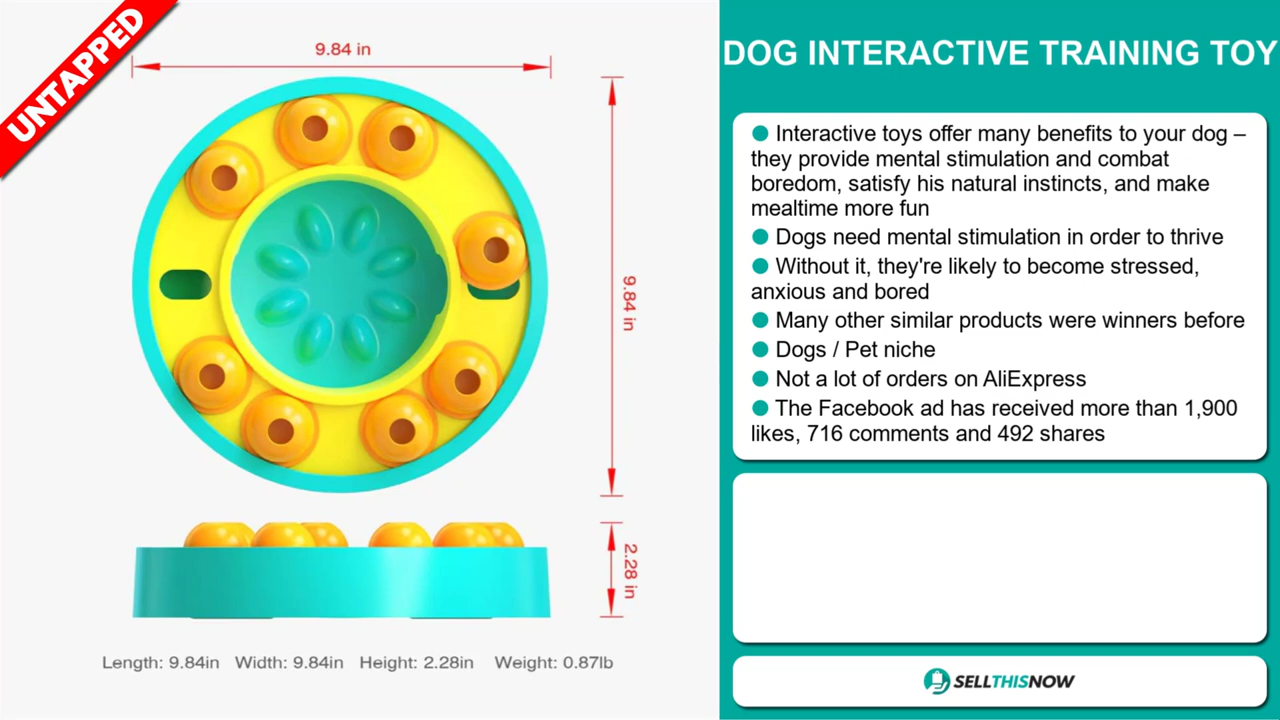 UNTAPPED
9.84 in
9.84 in
2.28 in
Length: 9.84in Width: 9.84in Height: 2.28in Weight: 0.87lb
DOG INTERACTIVE TRAINING TOY
● Interactive toys offer many benefits to your dog –
they provide mental stimulation and combat
boredom, satisfy his natural instincts, and make
mealtime more fun
● Dogs need mental stimulation in order to thrive
● Without it, they're likely to become stressed,
anxious and bored
● Many other similar products were winners before
● Dogs / Pet niche
● Not a lot of orders on AliExpress
● The Facebook ad has received more than 1,900
likes, 716 comments and 492 shares
SELLTHISNOW